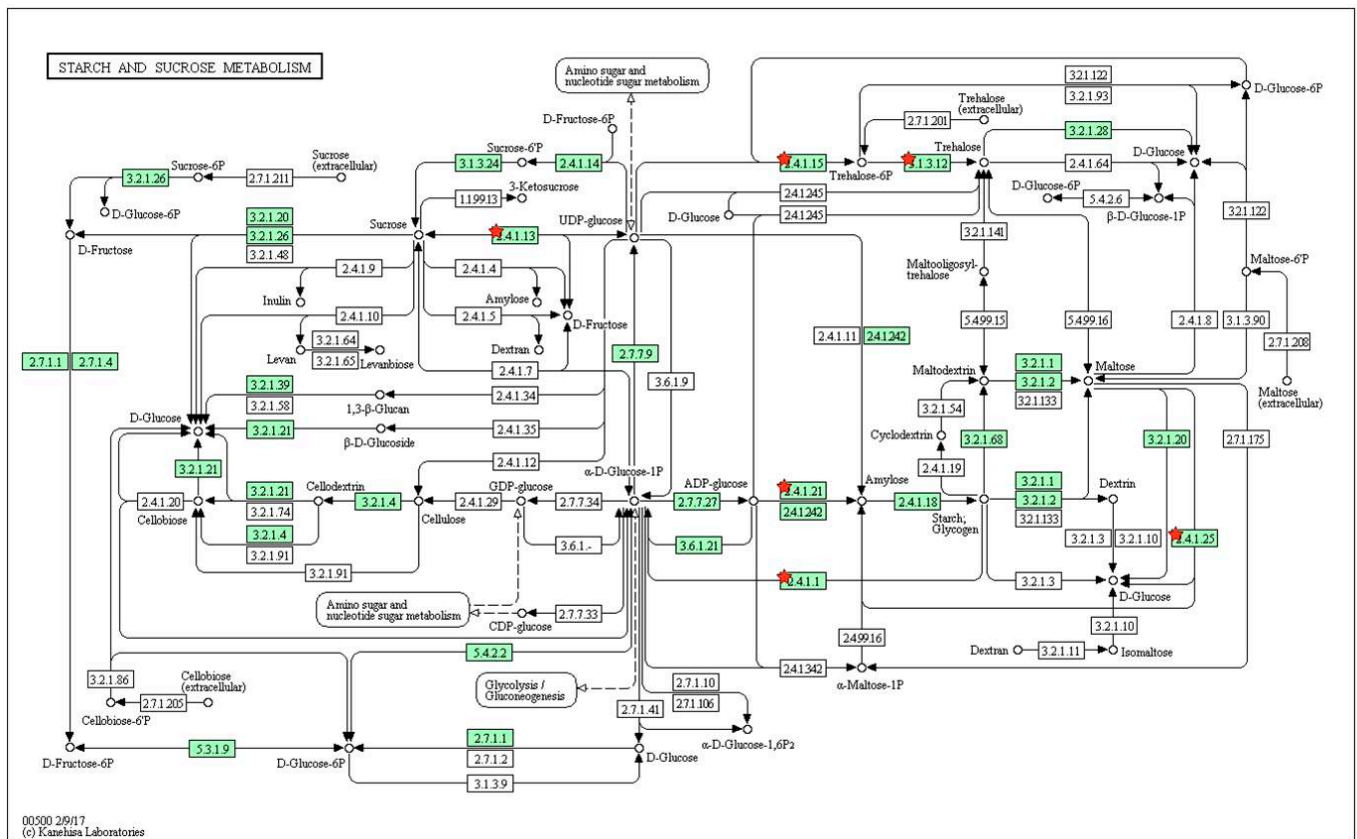 STARCH AND SUCROSE METABOLISM
Amino sugar and
nucleotide sugar metabolism
3.2.1.122
3.2.1.93
D-Glucose-6P
Trehalose
(extracellular)
2.7.1.201
D-Fructose-6P
Sucrose-6'P
3.1.3.24
2.4.1.14
2.4.1.15
Trehalose-6P
3.1.3.12
Trehalose
3.2.1.28
2.4.1.64
D-Glucose
Sucrose-6P
Sucrose
(extracellular)
3.2.1.26
2.7.1.211
D-Glucose-6P
1.1.99.13
3-Ketosucrose
2.4.1.245
D-Glucose
2.4.1.245
D-Glucose-6P
5.4.2.6
β-D-Glucose-1P
3.2.1.122
3.2.1.20
3.2.1.26
3.2.1.48
D-Fructose
Sucrose
2.4.1.13
UDP-glucose
3.2.1.141
2.4.1.9
Inulin
2.4.1.4
Amylose
Maltooligosyl-
trehalose
Maltose-6'P
2.4.1.10
Levan
3.2.1.64
3.2.1.65
Levanbiose
2.4.1.5
Dextran
D-Fructose
2.4.1.11
2.4.1.242
5.4.99.15
5.4.99.16
2.4.1.8
3.1.3.90
2.7.1.208
2.7.1.1
2.7.1.4
2.4.1.7
2.7.7.9
3.6.1.9
Maltodextrin
3.2.1.1
3.2.1.2
3.2.1.133
Maltose
Maltose
(extracellular)
3.2.1.39
3.2.1.58
1,3-β-Glucan
2.4.1.34
3.2.1.54
D-Glucose
3.2.1.21
β-D-Glucoside
2.4.1.35
Cyclodextrin
3.2.1.68
3.2.1.20
2.7.1.175
3.2.1.21
2.4.1.12
α-D-Glucose-1P
2.4.1.19
2.4.1.20
Cellobiose
3.2.1.21
3.2.1.74
3.2.1.4
3.2.1.91
Cellodextrin
3.2.1.4
Cellulose
2.4.1.29
GDP-glucose
2.7.7.34
ADP-glucose
2.7.7.27
2.4.1.21
2.4.1.242
Amylose
2.4.1.18
Starch;
Glycogen
3.2.1.1
3.2.1.2
3.2.1.133
Dextrin
3.6.1.-
3.6.1.21
3.2.1.3
3.2.1.10
2.4.1.25
3.2.1.91
2.4.1.1
3.2.1.3
D-Glucose
Amino sugar and
nucleotide sugar metabolism
CDP-glucose
2.7.7.33
2.4.99.16
3.2.1.10
5.4.2.2
Dextran
3.2.1.11
Isomaltose
3.2.1.86
2.4.1.342
α-Maltose-1P
Cellobiose
(extracellular)
2.7.1.205
Cellobiose-6'P
Glycolysis /
Gluconeogenesis
2.7.1.10
2.7.1.106
2.7.1.41
α-D-Glucose-1,6P2
D-Fructose-6P
5.3.1.9
D-Glucose-6P
2.7.1.1
2.7.1.2
3.1.3.9
D-Glucose
00500 2/9/17
(c) Kanehisa Laboratories